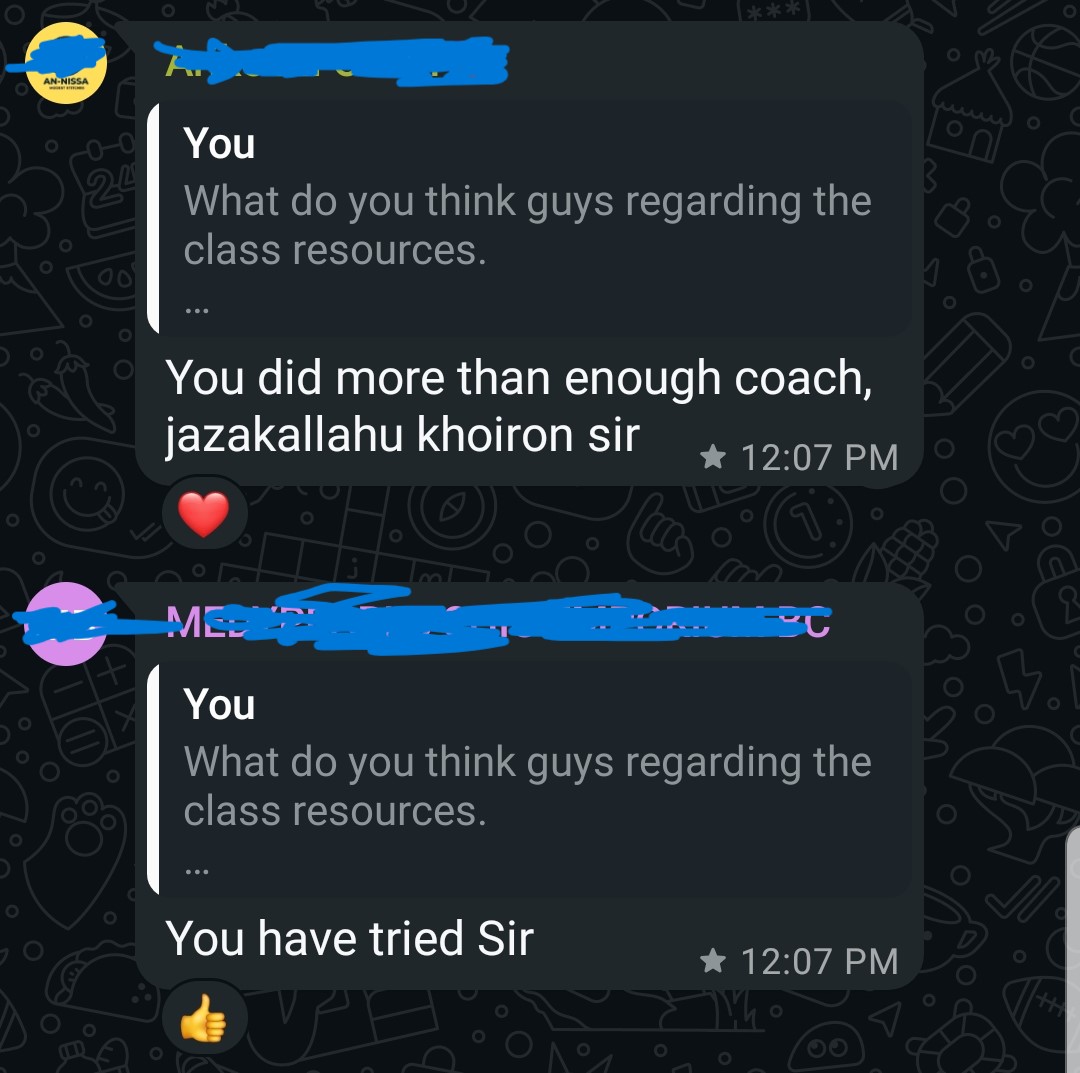 AN-NISSA
You
What do you think guys regarding the
class resources.
...
You did more than enough coach,
jazakallahu khoiron sir
12:07 PM
You
What do you think guys regarding the
class resources.
...
You have tried Sir
12:07 PM